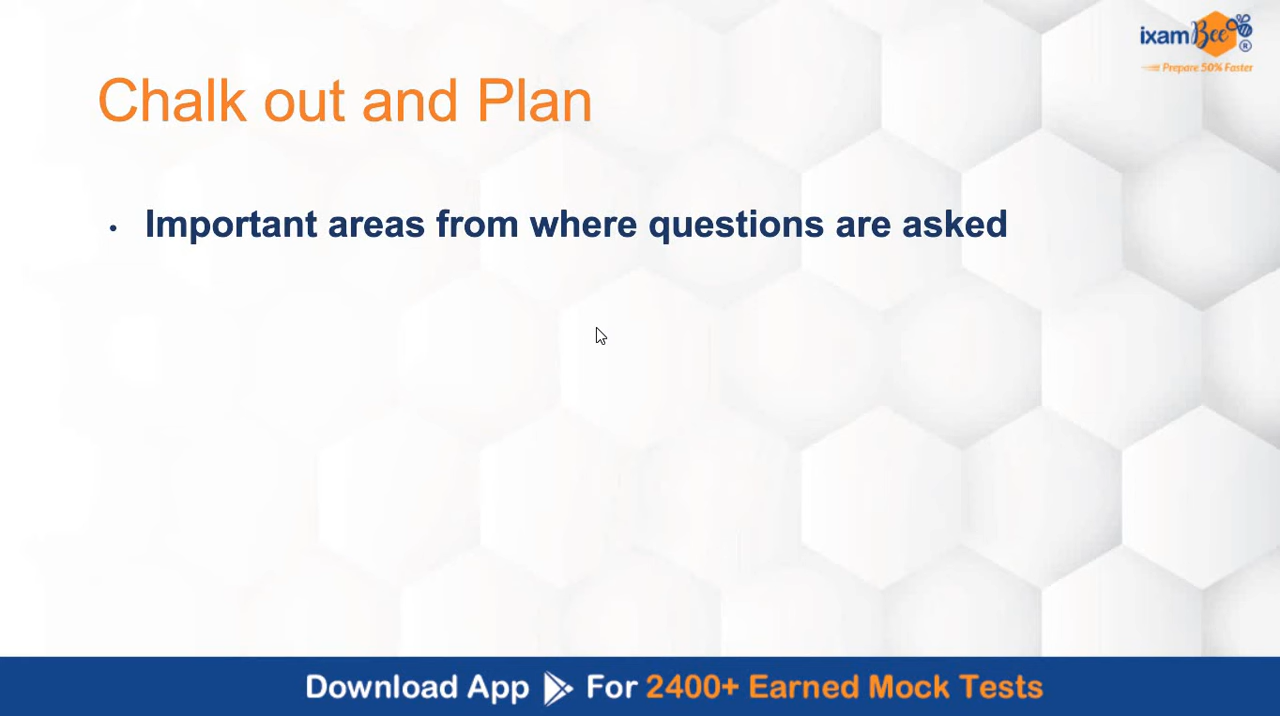 ixamBee
®
Prepare 50% Faster
Chalk out and Plan
• Important areas from where questions are asked
Download App For 2400+ Earned Mock Tests